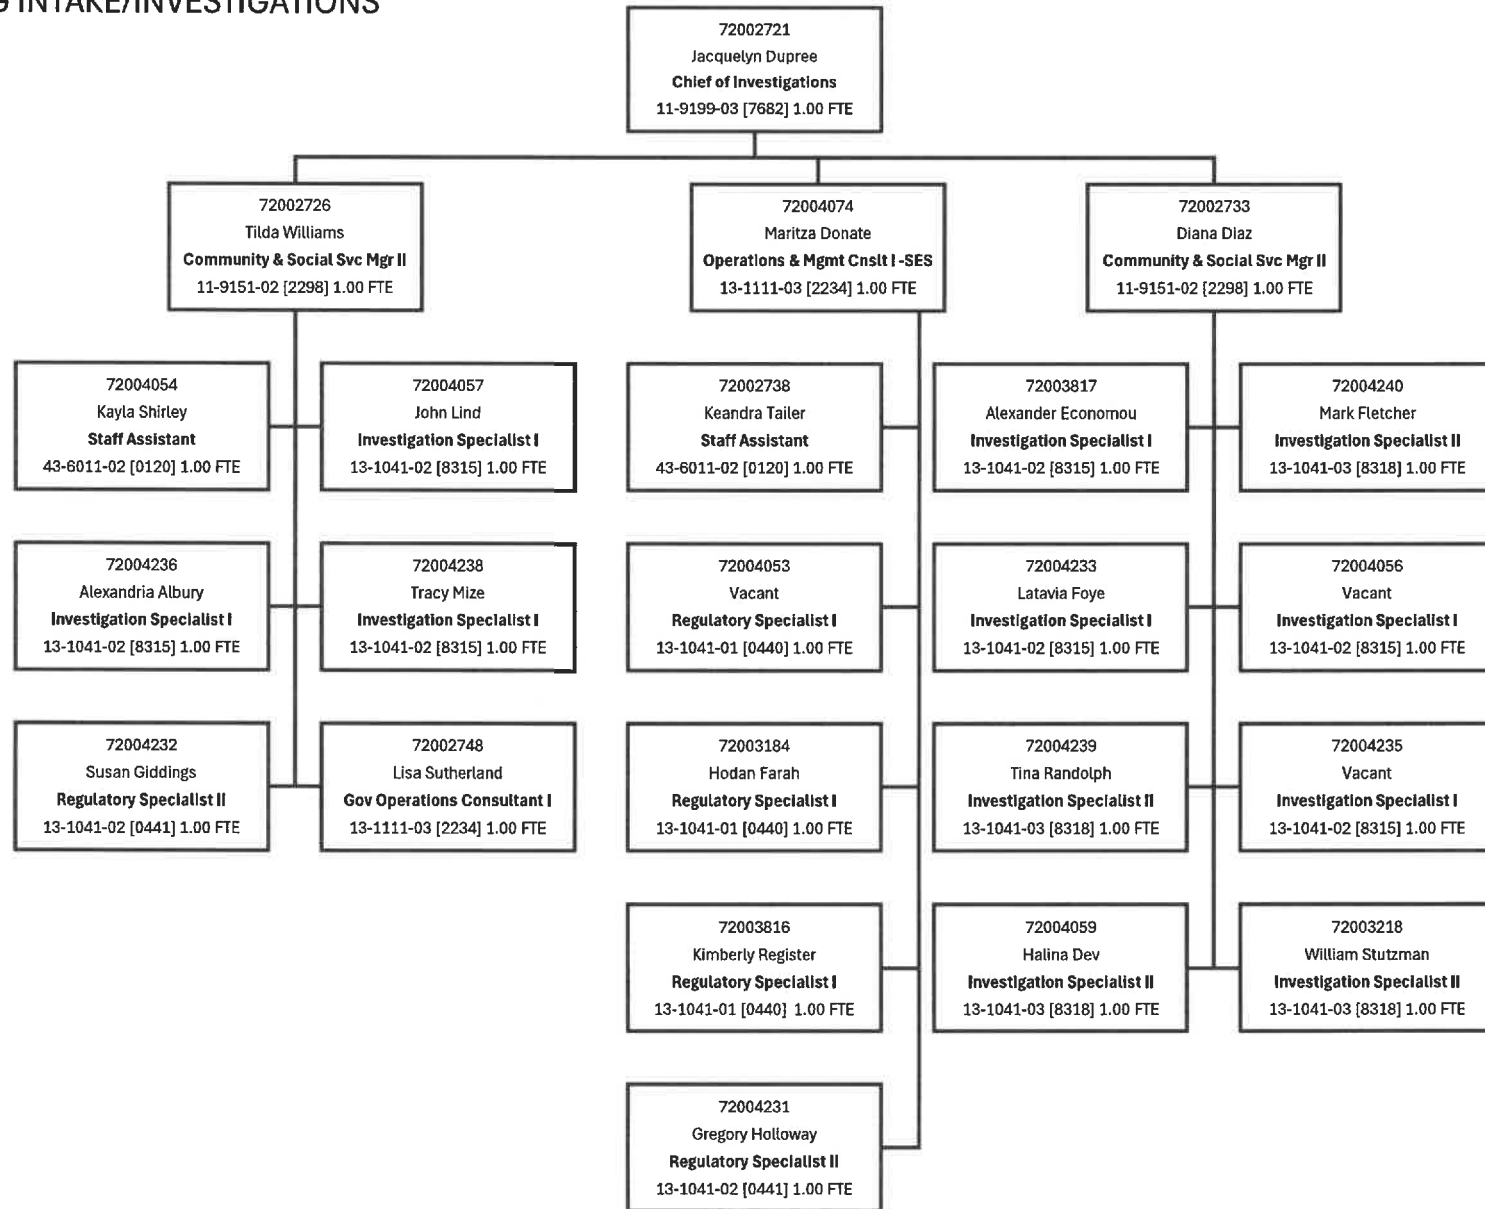 INTAKE/INVESTIGATIONS
72002721
Jacquelyn Dupree
Chief of Investigations
11-9199-03 [7682] 1.00 FTE
72002726
Tilda Williams
Community & Social Svc Mgr II
11-9151-02 [2298] 1.00 FTE
72004074
Maritza Donate
Operations & Mgmt Cnslt I -SES
13-1111-03 [2234] 1.00 FTE
72002733
Diana Diaz
Community & Social Svc Mgr II
11-9151-02 [2298] 1.00 FTE
72004054
Kayla Shirley
Staff Assistant
43-6011-02 [0120] 1.00 FTE
72004057
John Lind
Investigation Specialist I
13-1041-02 [8315] 1.00 FTE
72002738
Keandra Tailer
Staff Assistant
43-6011-02 [0120] 1.00 FTE
72003817
Alexander Economou
Investigation Specialist I
13-1041-02 [8315] 1.00 FTE
72004240
Mark Fletcher
Investigation Specialist II
13-1041-03 [8318] 1.00 FTE
72004236
Alexandria Albury
Investigation Specialist I
13-1041-02 [8315] 1.00 FTE
72004238
Tracy Mize
Investigation Specialist I
13-1041-02 [8315] 1.00 FTE
72004053
Vacant
Regulatory Specialist I
13-1041-01 [0440] 1.00 FTE
72004233
Latavia Foye
Investigation Specialist I
13-1041-02 [8315] 1.00 FTE
72004056
Vacant
Investigation Specialist I
13-1041-02 [8315] 1.00 FTE
72004232
Susan Giddings
Regulatory Specialist II
13-1041-02 [0441] 1.00 FTE
72002748
Lisa Sutherland
Gov Operations Consultant I
13-1111-03 [2234] 1.00 FTE
72003184
Hodan Farah
Regulatory Specialist I
13-1041-01 [0440] 1.00 FTE
72004239
Tina Randolph
Investigation Specialist II
13-1041-03 [8318] 1.00 FTE
72004235
Vacant
Investigation Specialist I
13-1041-02 [8315] 1.00 FTE
72003816
Kimberly Register
Regulatory Specialist I
13-1041-01 [0440] 1.00 FTE
72004059
Halina Dev
Investigation Specialist II
13-1041-03 [8318] 1.00 FTE
72003218
William Stutzman
Investigation Specialist II
13-1041-03 [8318] 1.00 FTE
72004231
Gregory Holloway
Regulatory Specialist II
13-1041-02 [0441] 1.00 FTE